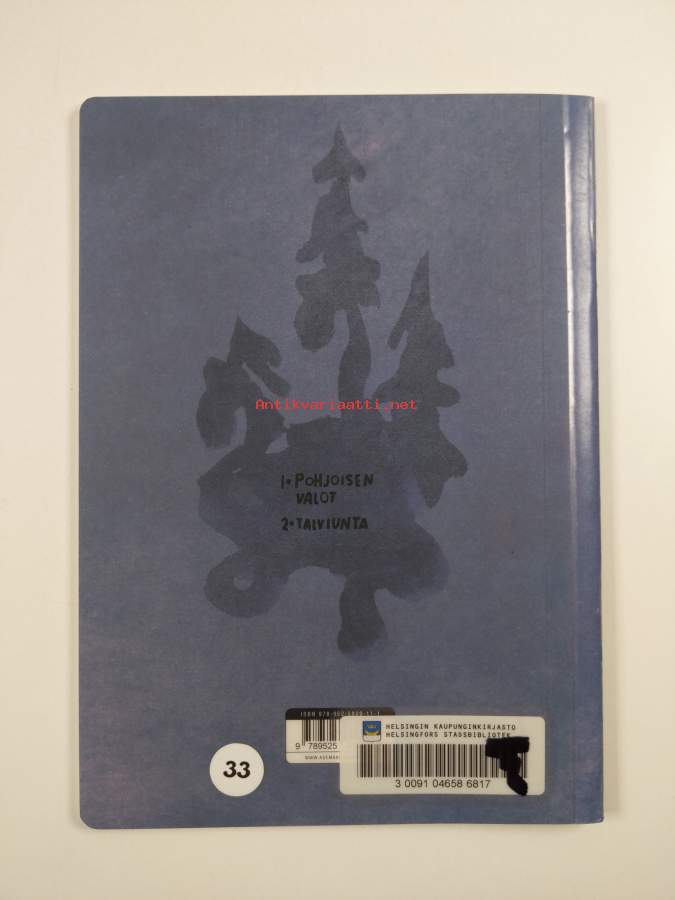 Antikvariaatti.net
1•POHJOISEN
VALOT
2•TALVIUNTA
9 789525
HELSINGIN KAUPUNGINKIRJASTO
HELSINGFORS STADSBIBLIOTEK
3 0091 04658 6817
33